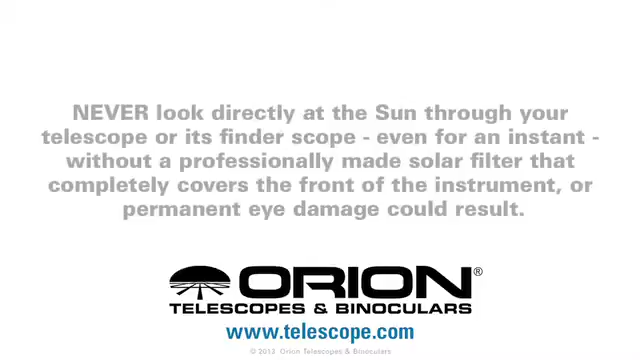 NEVER look directly at the Sun through your
telescope or its finder scope - even for an instant -
without a professionally made solar filter that
completely covers the front of the instrument, or
permanent eye damage could result.
ORION®
TELESCOPES & BINOCULARS
www.telescope.com
© 2012 Orion Telescopes & Binoculars